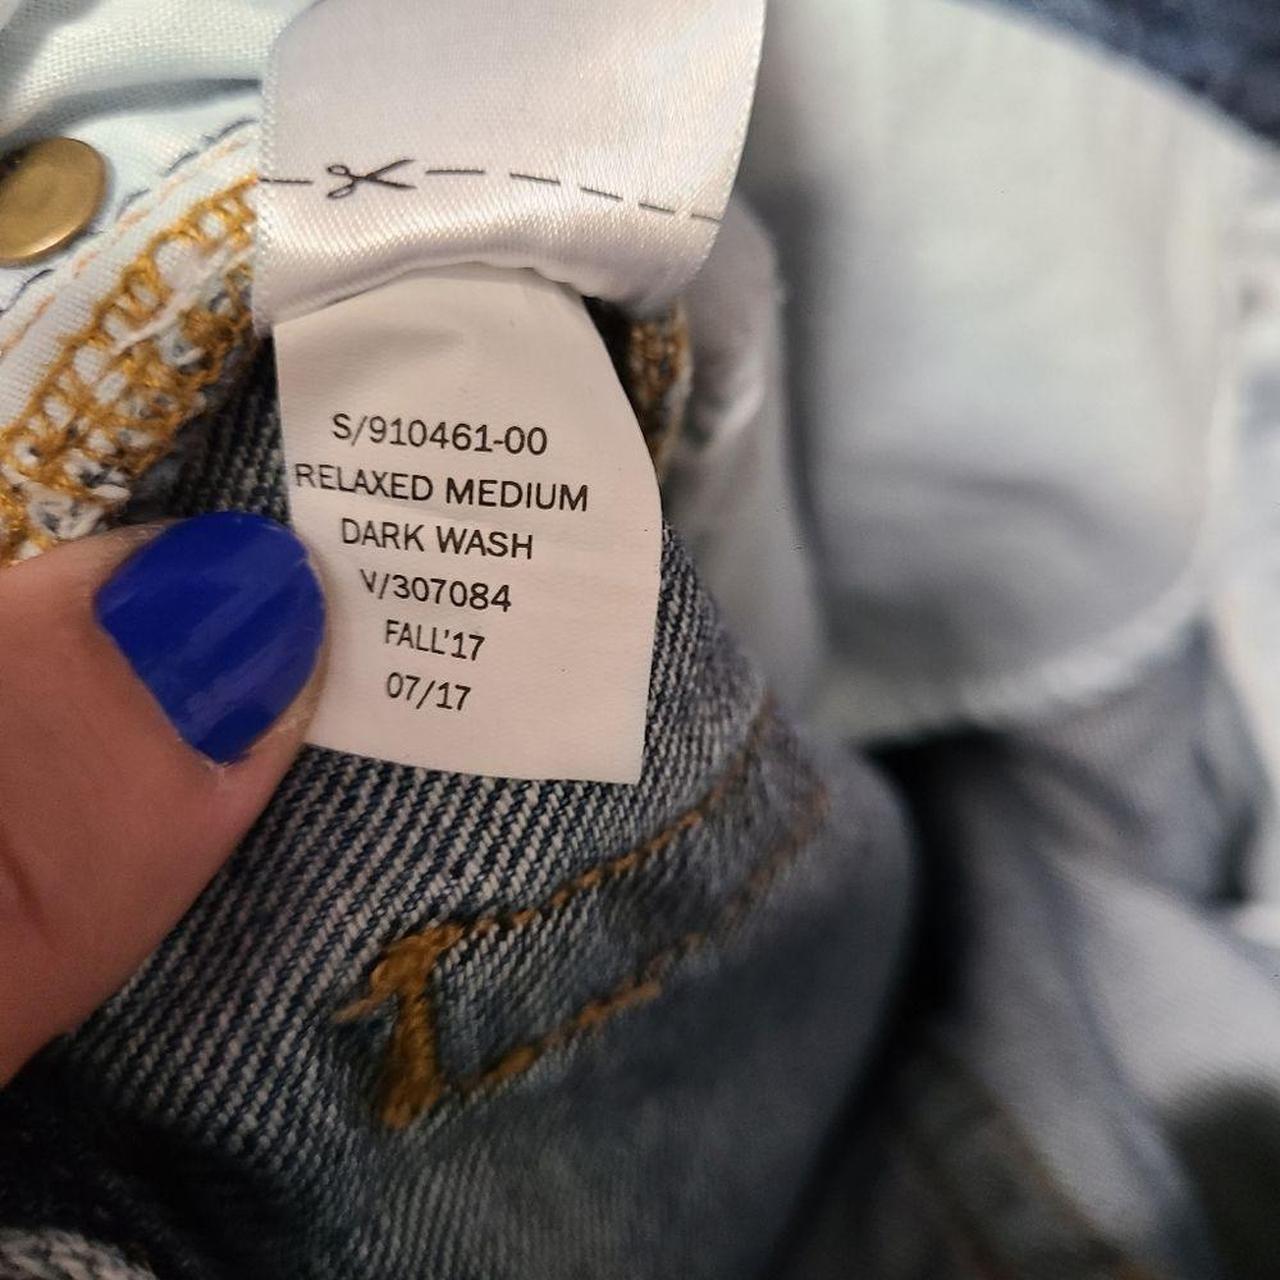 S/910461-00
RELAXED MEDIUM
DARK WASH
V/307084
FALL'17
07/17